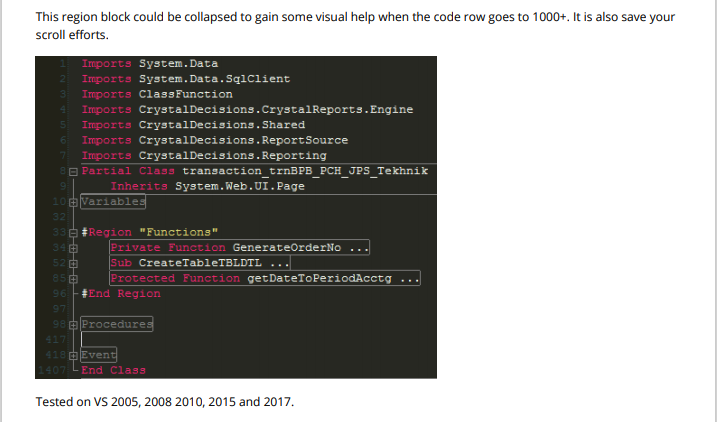 This region block could be collapsed to gain some visual help when the code row goes to 1000+. It is also save your
scroll efforts.
1 Imports System.Data
2 Imports System.Data.SqlClient
3 Imports ClassFunction
4 Imports CrystalDecisions.CrystalReports.Engine
5 Imports CrystalDecisions.Shared
6 Imports CrystalDecisions.ReportSource
7 Imports CrystalDecisions.Reporting
8 Partial Class transaction_trnBPB_PCH_JPS_Tekhnik
9 Inherits System.Web.UI.Page
10 Variables
32
33 #Region "Functions"
34 Private Function GenerateOrderNo ...
52 Sub CreateTableTBLDTL ...
85 Protected Function getDateToPeriodAcctg ...
96 #End Region
97
98 Procedures
417
418 Event
1407 End Class
Tested on VS 2005, 2008 2010, 2015 and 2017.